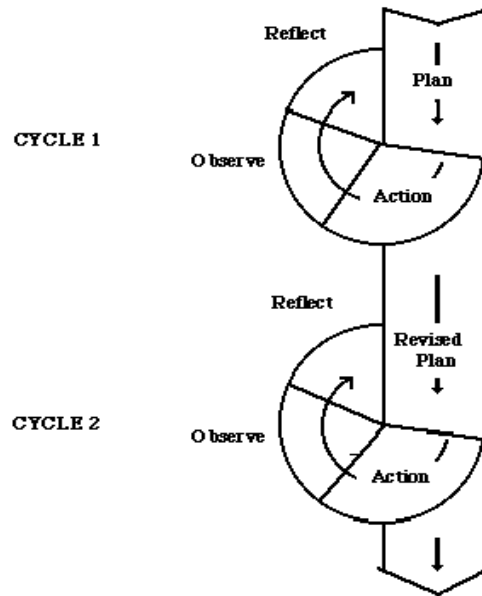 Reflect
Plan
CYCLE 1
Observe
Action
Reflect
Revised
Plan
CYCLE 2
Observe
Action